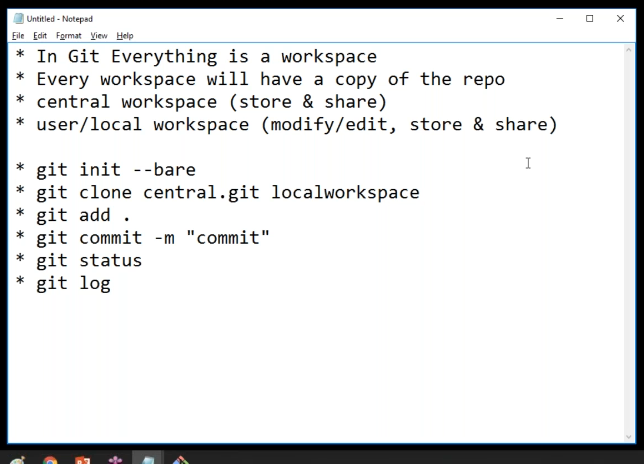 Untitled - Notepad
File Edit Format View Help
* In Git Everything is a workspace
* Every workspace will have a copy of the repo
* central workspace (store & share)
* user/local workspace (modify/edit, store & share)
* git init --bare
* git clone central.git localworkspace
* git add .
* git commit -m "commit"
* git status
* git log